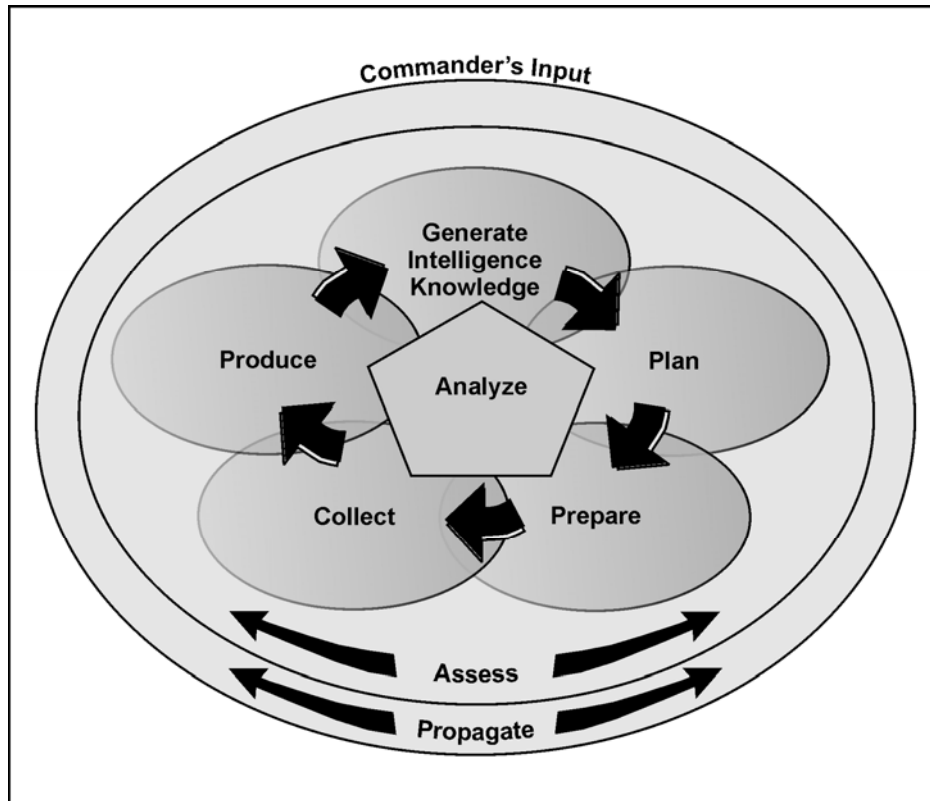 Commander's Input
Generate
Intelligence
Knowledge
Produce
Analyze
Plan
Collect
Prepare
Assess
Propagate